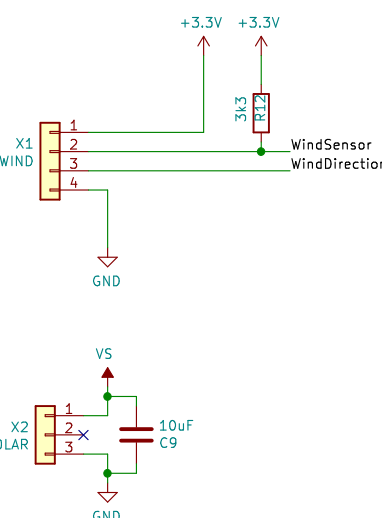 +3.3V +3.3V
3k3
R12
1
X1
2
WindSensor
WIND
3
WindDirection
4
GND
VS
1
X2
2
10uF
3
C9
GND